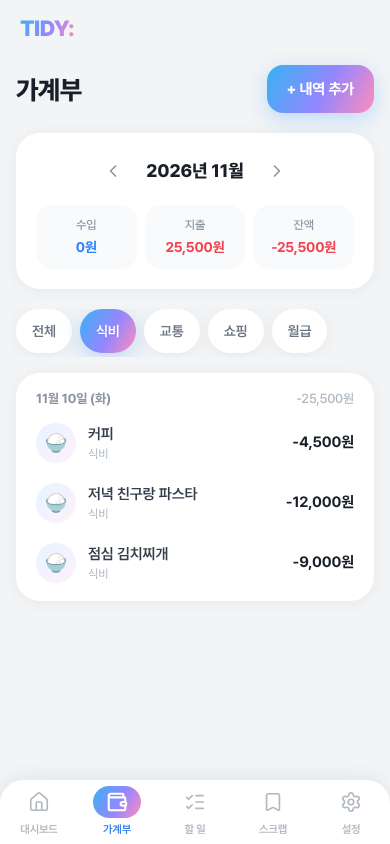 TIDY:
가계부
+ 내역 추가
2026년 11월
수입
지출
잔액
0원
25,500원
-25,500원
전체
식비
교통
쇼핑
월급
11월 10일 (화)
-25,500원
커피
식비
-4,500원
저녁 친구랑 파스타
식비
-12,000원
점심 김치찌개
식비
-9,000원
대시보드
가계부
할 일
스크랩
설정